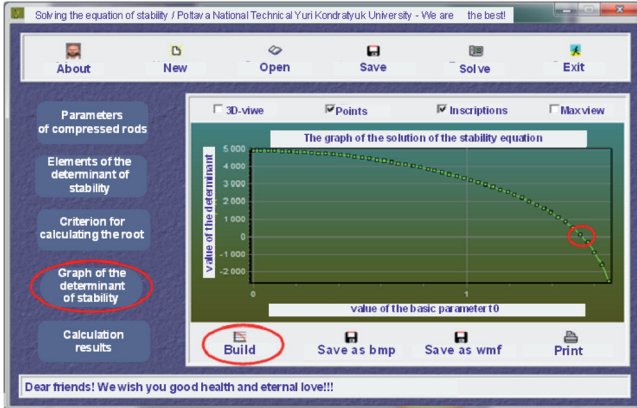 Solving the equation of stability / Poltava National Technical Yuri Kondratyuk University - We are the best!
About New Open Save Solve Exit
Parameters
of compressed rods
Elements of the
determinant of
stability
Criterion for
calculating the root
Graph of the
determinant
of stability
Calculation
results
3D-viwe Points Inscriptions Maxview
The graph of the solution of the stability equation
value of the determinant
5 000
4 000
3 000
2 000
1 000
0
-1 000
-2 000
0 1
value of the basic parameter t0
Build Save as bmp Save as wmf Print
Dear friends! We wish you good health and eternal love!!!